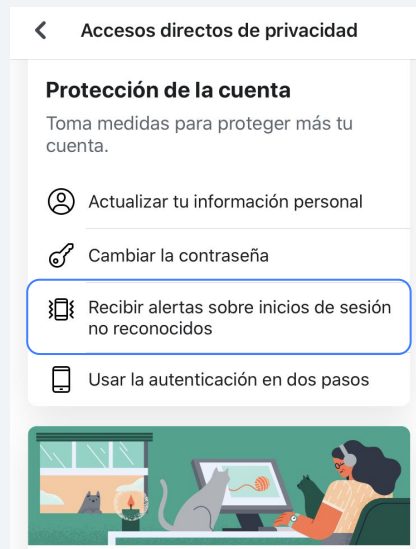 Accesos directos de privacidad
Protección de la cuenta
Toma medidas para proteger más tu
cuenta.
Actualizar tu información personal
Cambiar la contraseña
Recibir alertas sobre inicios de sesión
no reconocidos
Usar la autenticación en dos pasos